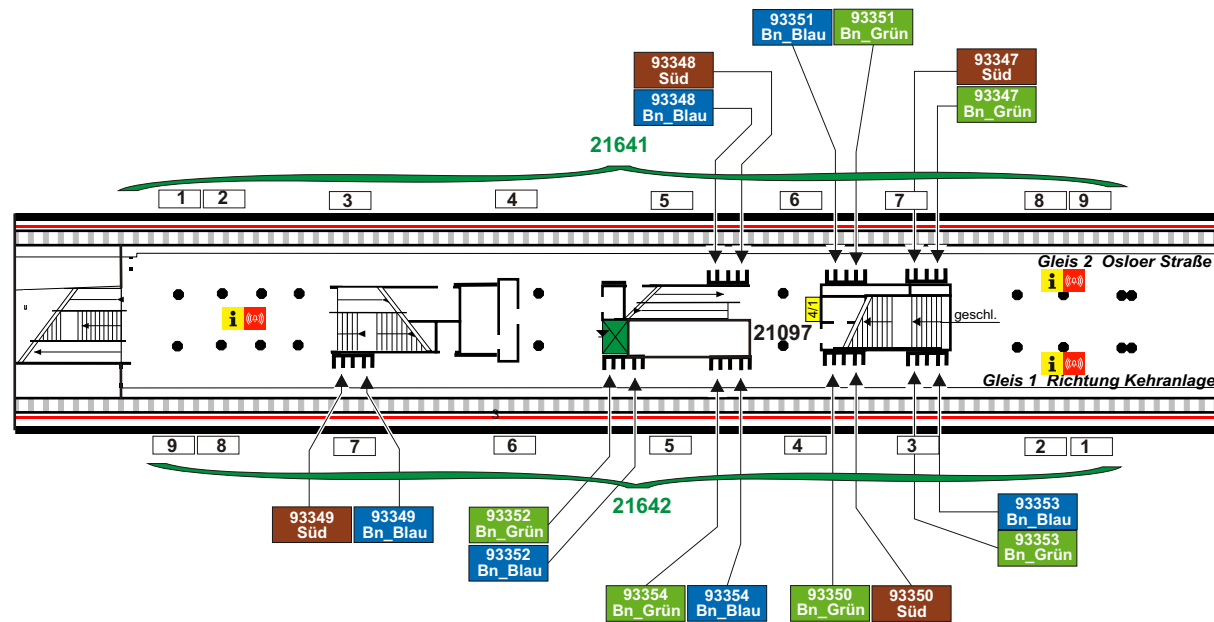 93351
Bn_Blau
93351
Bn_Grün
93348
Süd
93347
Süd
93348
Bn_Blau
93347
Bn_Grün
21641
1 2 3 4 5 6 7 8 9
Gleis 2 Osloer Straße
i i
4/1
geschl.
21097
i
Gleis 1 Richtung Kehranlage
S
9 8 7 6 5 4 3 2 1
21642
93349
Süd
93349
Bn_Blau
93352
Bn_Grün
93352
Bn_Blau
93353
Bn_Blau
93353
Bn_Grün
93354
Bn_Grün
93354
Bn_Blau
93350
Bn_Grün
93350
Süd